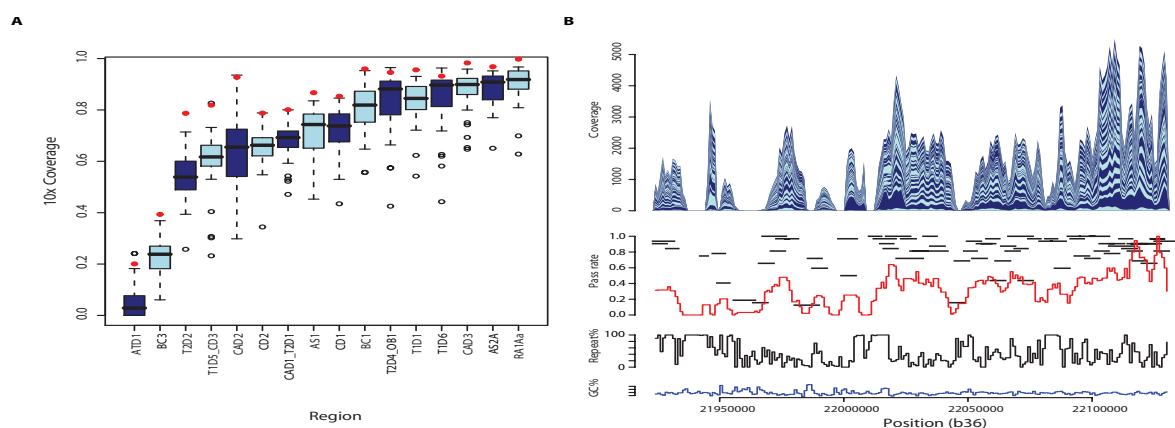 A
10x Coverage
1.0
0.8
0.6
0.4
0.2
0.0
ATD1
BC3
T2D2
T1D5_CD3
CAD2
CD2
CAD1_T2D1
AS1
CD1
BC1
T2D4_OB1
T1D1
T1D6
CAD3
AS2A
RA1Aa
Region
B
Coverage
5000
4000
3000
2000
1000
0
Pass rate
1.0
0.8
0.6
0.4
0.2
0.0
Repeat%
100
0
GC%
21950000
22000000
22050000
22100000
Position (b36)